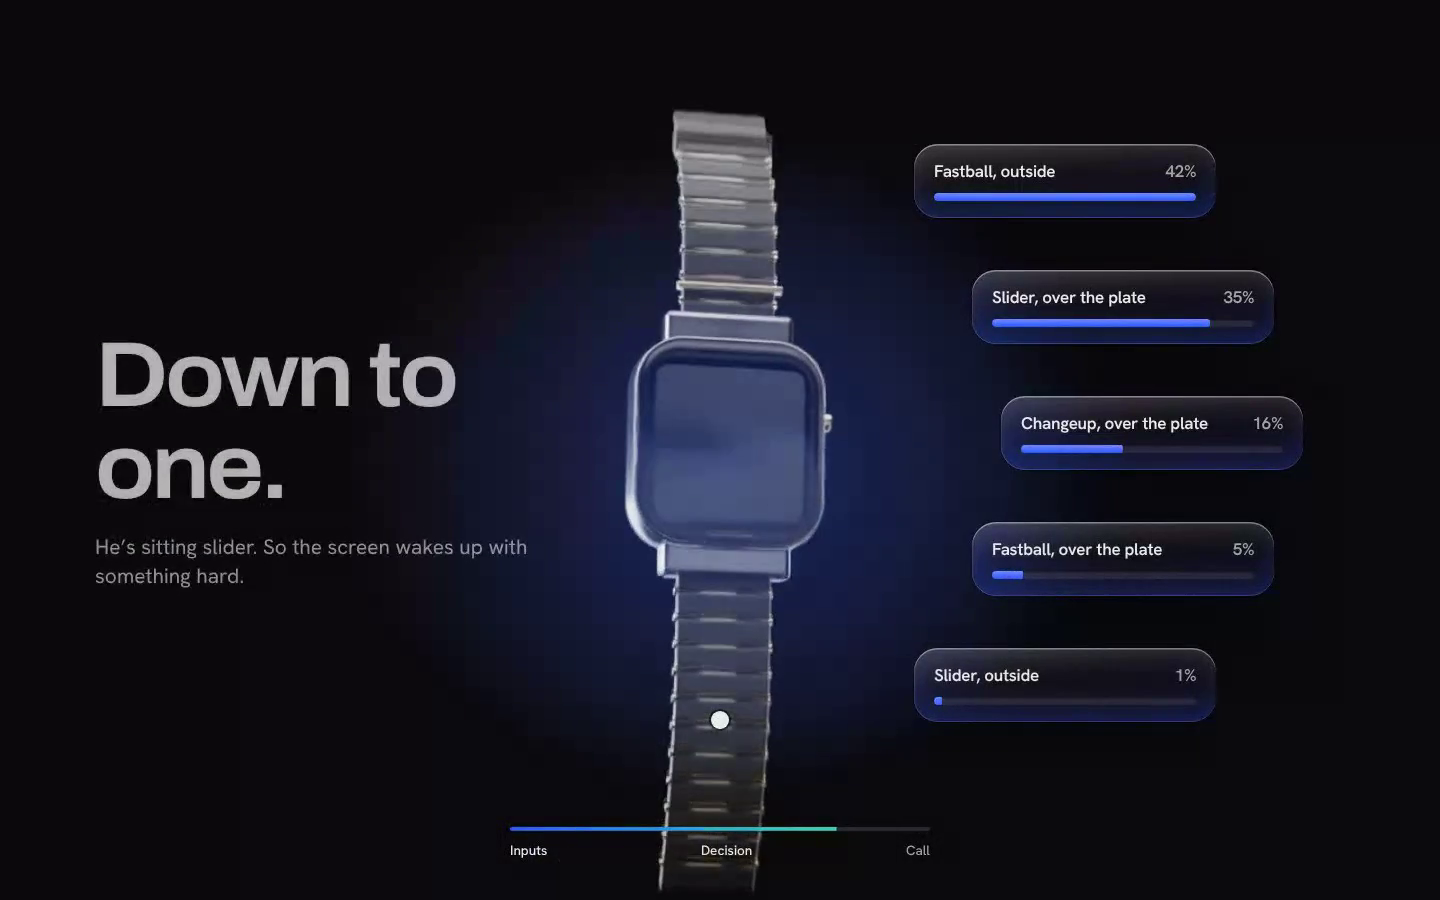 Down to
one.
He’s sitting slider. So the screen wakes up with
something hard.
Fastball, outside 42%
Slider, over the plate 35%
Changeup, over the plate 16%
Fastball, over the plate 5%
Slider, outside 1%
Inputs Decision Call